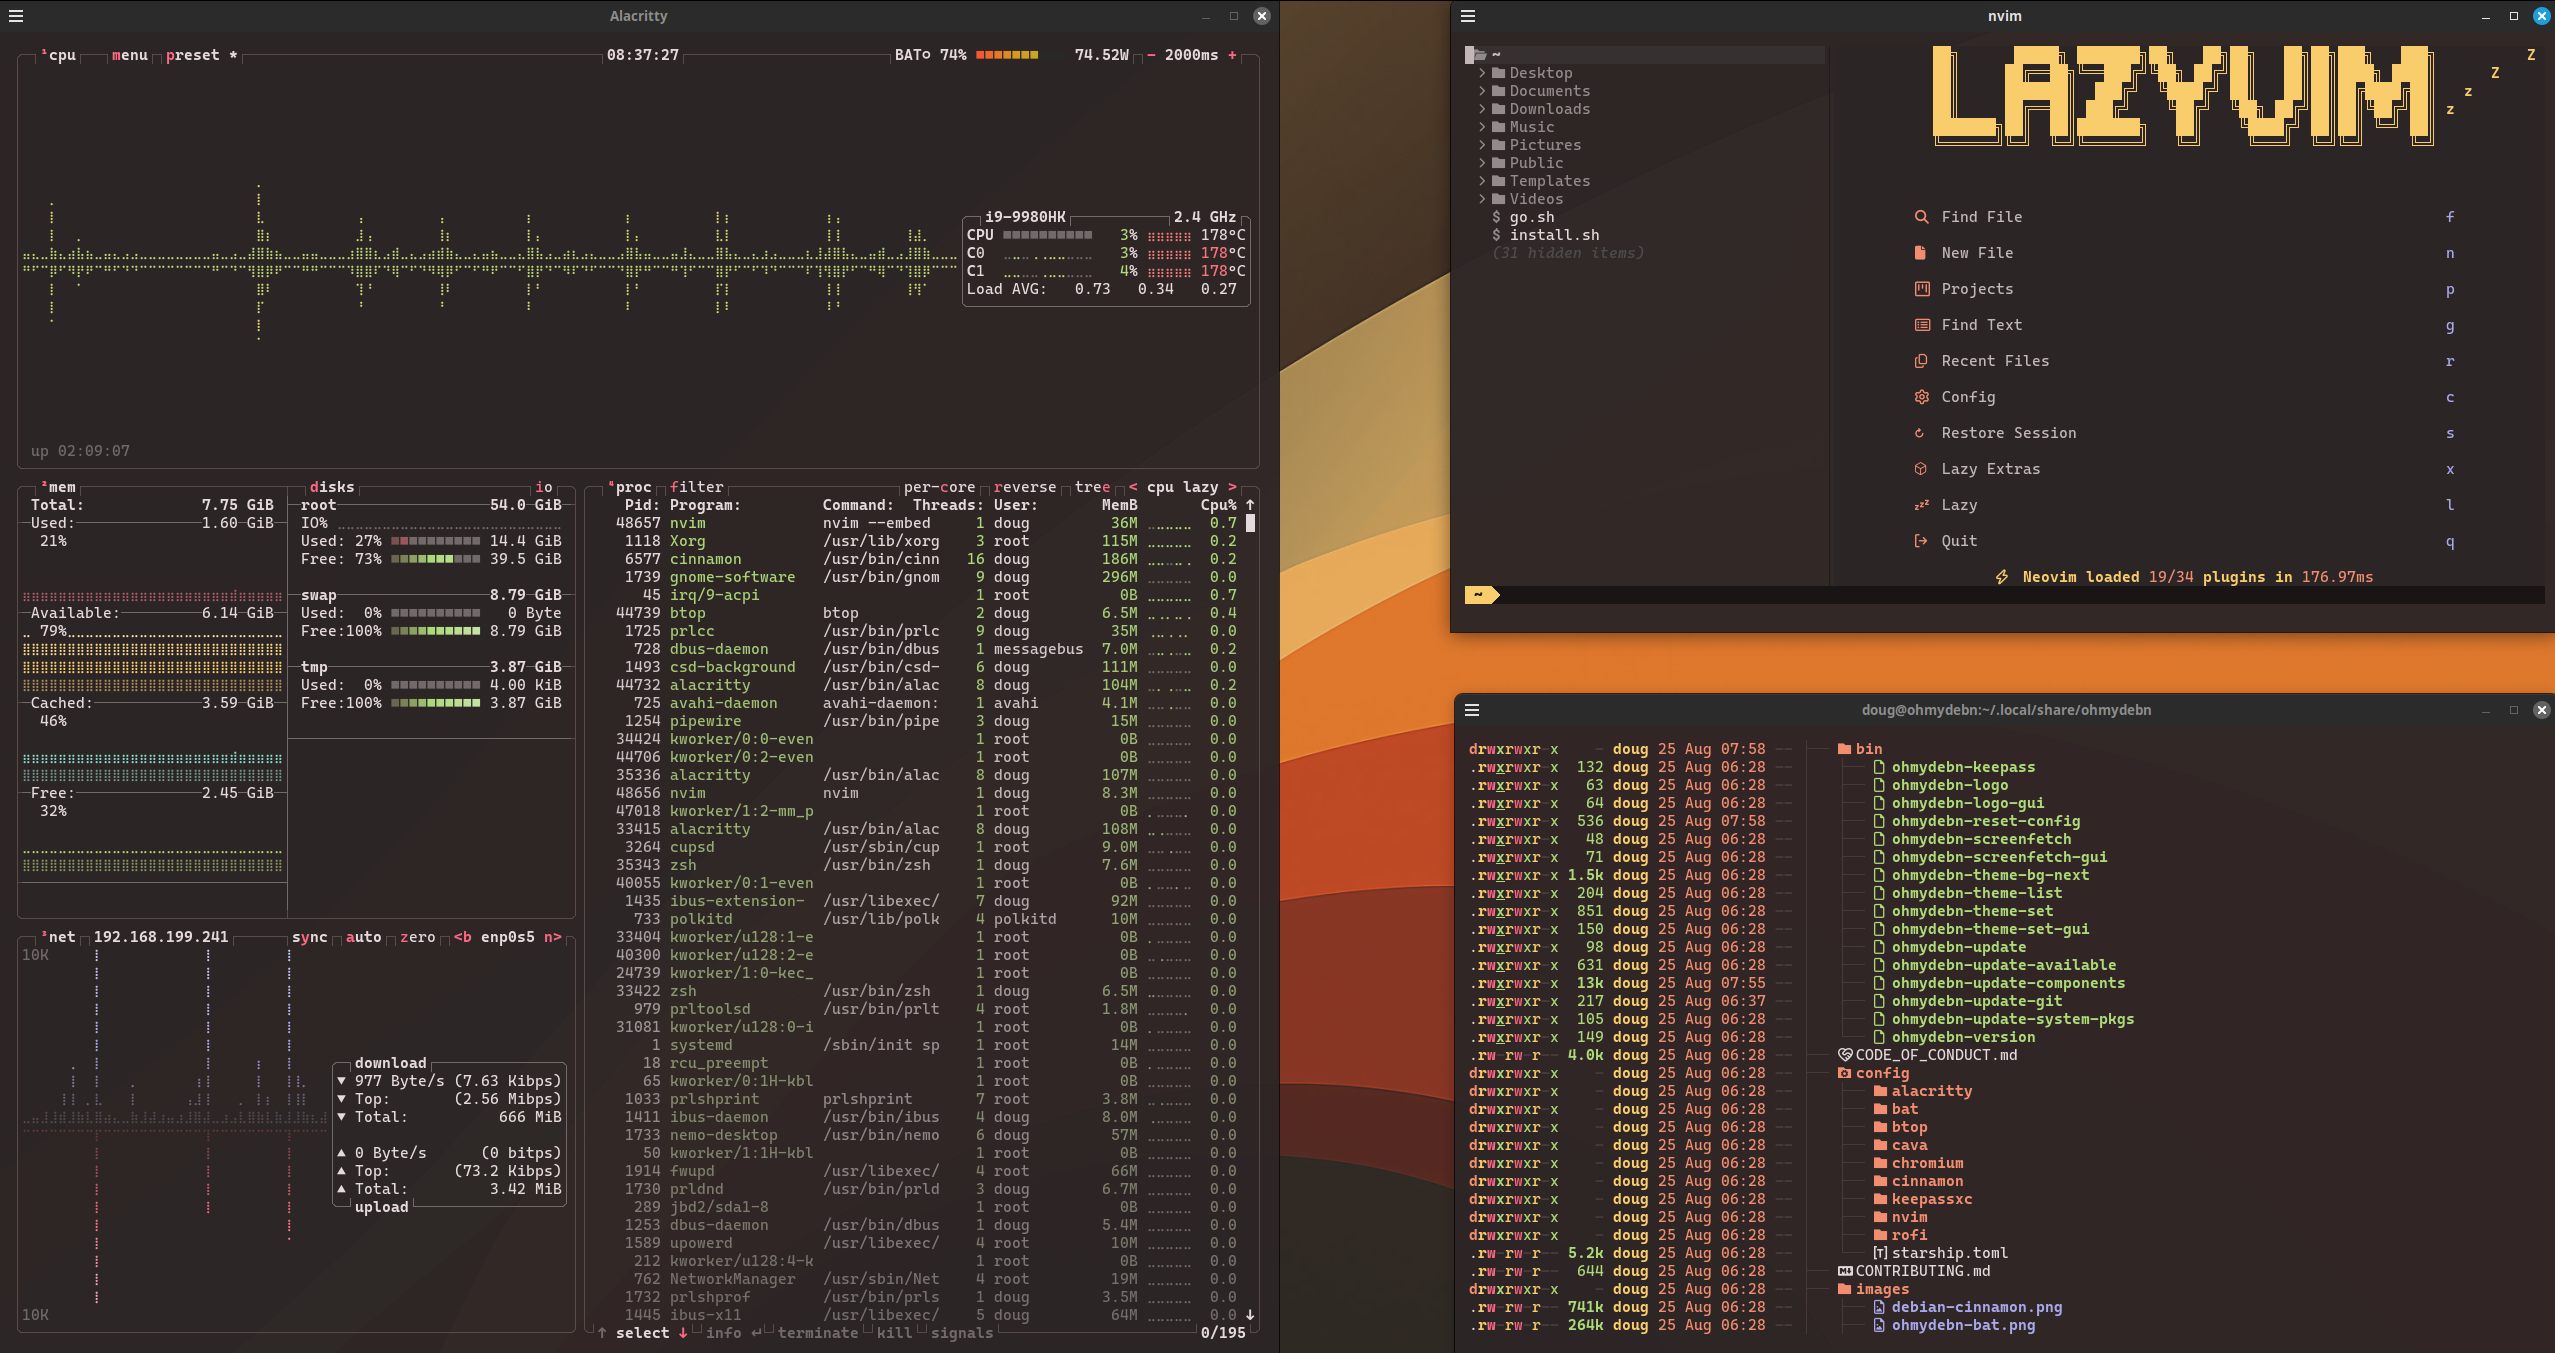 Alacritty
¹cpu menu preset * 08:37:27 BAT 74% 74.52W - 2000ms +
i9-9980HK 2.4 GHz
CPU 3% 178°C
C0 3% 178°C
C1 4% 178°C
Load AVG: 0.73 0.34 0.27
up 02:09:07
²mem
Total: 7.75 GiB
Used: 1.60 GiB
21%
Available: 6.14 GiB
79%
Cached: 3.59 GiB
46%
Free: 2.45 GiB
32%
disks io
root 54.0 GiB
IO%
Used: 27% 14.4 GiB
Free: 73% 39.5 GiB
swap 8.79 GiB
Used: 0% 0 Byte
Free:100% 8.79 GiB
tmp 3.87 GiB
Used: 0% 4.00 KiB
Free:100% 3.87 GiB
³net 192.168.199.241 sync auto zero <b enp0s5 n>
10K
download
▼ 977 Byte/s (7.63 Kibps)
▼ Top: (2.56 Mibps)
▼ Total: 666 MiB
▲ 0 Byte/s (0 bitps)
▲ Top: (73.2 Kibps)
▲ Total: 3.42 MiB
upload
10K
⁴proc filter per-core reverse tree < cpu lazy >
Pid: Program: Command: Threads: User: MemB Cpu% ↑
48657 nvim nvim --embed 1 doug 36M 0.7
1118 Xorg /usr/lib/xorg 3 root 115M 0.2
6577 cinnamon /usr/bin/cinn 16 doug 186M 0.2
1739 gnome-software /usr/bin/gnom 9 doug 296M 0.0
45 irq/9-acpi 1 root 0B 0.7
44739 btop btop 2 doug 6.5M 0.4
1725 prlcc /usr/bin/prlc 9 doug 35M 0.0
728 dbus-daemon /usr/bin/dbus 1 messagebus 7.0M 0.2
1493 csd-background /usr/bin/csd- 6 doug 111M 0.0
44732 alacritty /usr/bin/alac 8 doug 104M 0.2
725 avahi-daemon avahi-daemon: 1 avahi 4.1M 0.0
1254 pipewire /usr/bin/pipe 3 doug 15M 0.0
34424 kworker/0:0-even 1 root 0B 0.0
44706 kworker/0:2-even 1 root 0B 0.0
35336 alacritty /usr/bin/alac 8 doug 107M 0.0
48656 nvim nvim 1 doug 8.3M 0.0
47018 kworker/1:2-mm_p 1 root 0B 0.0
33415 alacritty /usr/bin/alac 8 doug 108M 0.0
3264 cupsd /usr/sbin/cup 1 root 9.0M 0.0
35343 zsh /usr/bin/zsh 1 doug 7.6M 0.0
40055 kworker/0:1-even 1 root 0B 0.0
1435 ibus-extension- /usr/libexec/ 7 doug 92M 0.0
733 polkitd /usr/lib/polk 4 polkitd 10M 0.0
33404 kworker/u128:1-e 1 root 0B 0.0
40300 kworker/u128:2-e 1 root 0B 0.0
24739 kworker/1:0-kec_ 1 root 0B 0.0
33422 zsh /usr/bin/zsh 1 doug 6.5M 0.0
979 prltoolsd /usr/bin/prlt 4 root 1.8M 0.0
31081 kworker/u128:0-i 1 root 0B 0.0
1 systemd /sbin/init sp 1 root 14M 0.0
18 rcu_preempt 1 root 0B 0.0
65 kworker/0:1H-kbl 1 root 0B 0.0
1033 prlshprint prlshprint 7 root 3.8M 0.0
1411 ibus-daemon /usr/bin/ibus 4 doug 8.0M 0.0
1733 nemo-desktop /usr/bin/nemo 6 doug 57M 0.0
50 kworker/1:1H-kbl 1 root 0B 0.0
1914 fwupd /usr/libexec/ 4 root 66M 0.0
1730 prldnd /usr/bin/prld 3 doug 6.7M 0.0
289 jbd2/sda1-8 1 root 0B 0.0
1253 dbus-daemon /usr/bin/dbus 1 doug 5.4M 0.0
1589 upowerd /usr/libexec/ 4 root 10M 0.0
212 kworker/u128:4-k 1 root 0B 0.0
762 NetworkManager /usr/sbin/Net 4 root 19M 0.0
1732 prlshprof /usr/bin/prls 1 doug 3.5M 0.0
1445 ibus-x11 /usr/libexec/ 5 doug 64M 0.0 ↓
↑ select ↓ info ↵ terminate kill signals 0/195
nvim
~
Desktop
Documents
Downloads
Music
Pictures
Public
Templates
Videos
$ go.sh
$ install.sh
(31 hidden items)
LAZYVIM Z
Z
z
z
Find File f
New File n
Projects p
Find Text g
Recent Files r
Config c
Restore Session s
Lazy Extras x
Lazy l
Quit q
Neovim loaded 19/34 plugins in 176.97ms
~
doug@ohmydebn:~/.local/share/ohmydebn
drwxrwxr-x - doug 25 Aug 07:58 -- bin
.rwxrwxr-x 132 doug 25 Aug 06:28 -- ohmydebn-keepass
.rwxrwxr-x 63 doug 25 Aug 06:28 -- ohmydebn-logo
.rwxrwxr-x 64 doug 25 Aug 06:28 -- ohmydebn-logo-gui
.rwxrwxr-x 536 doug 25 Aug 07:58 -- ohmydebn-reset-config
.rwxrwxr-x 48 doug 25 Aug 06:28 -- ohmydebn-screenfetch
.rwxrwxr-x 71 doug 25 Aug 06:28 -- ohmydebn-screenfetch-gui
.rwxrwxr-x 1.5k doug 25 Aug 06:28 -- ohmydebn-theme-bg-next
.rwxrwxr-x 204 doug 25 Aug 06:28 -- ohmydebn-theme-list
.rwxrwxr-x 851 doug 25 Aug 06:28 -- ohmydebn-theme-set
.rwxrwxr-x 150 doug 25 Aug 06:28 -- ohmydebn-theme-set-gui
.rwxrwxr-x 98 doug 25 Aug 06:28 -- ohmydebn-update
.rwxrwxr-x 631 doug 25 Aug 06:28 -- ohmydebn-update-available
.rwxrwxr-x 13k doug 25 Aug 07:55 -- ohmydebn-update-components
.rwxrwxr-x 217 doug 25 Aug 06:37 -- ohmydebn-update-git
.rwxrwxr-x 105 doug 25 Aug 06:28 -- ohmydebn-update-system-pkgs
.rwxrwxr-x 149 doug 25 Aug 06:28 -- ohmydebn-version
.rw-rw-r-- 4.0k doug 25 Aug 06:28 -- CODE_OF_CONDUCT.md
drwxrwxr-x - doug 25 Aug 06:28 -- config
drwxrwxr-x - doug 25 Aug 06:28 -- alacritty
drwxrwxr-x - doug 25 Aug 06:28 -- bat
drwxrwxr-x - doug 25 Aug 06:28 -- btop
drwxrwxr-x - doug 25 Aug 06:28 -- cava
drwxrwxr-x - doug 25 Aug 06:28 -- chromium
drwxrwxr-x - doug 25 Aug 06:28 -- cinnamon
drwxrwxr-x - doug 25 Aug 06:28 -- keepassxc
drwxrwxr-x - doug 25 Aug 06:28 -- nvim
drwxrwxr-x - doug 25 Aug 06:28 -- rofi
.rw-rw-r-- 5.2k doug 25 Aug 06:28 -- starship.toml
.rw-rw-r-- 644 doug 25 Aug 06:28 -- CONTRIBUTING.md
drwxrwxr-x - doug 25 Aug 06:28 -- images
.rw-rw-r-- 741k doug 25 Aug 06:28 -- debian-cinnamon.png
.rw-rw-r-- 264k doug 25 Aug 06:28 -- ohmydebn-bat.png